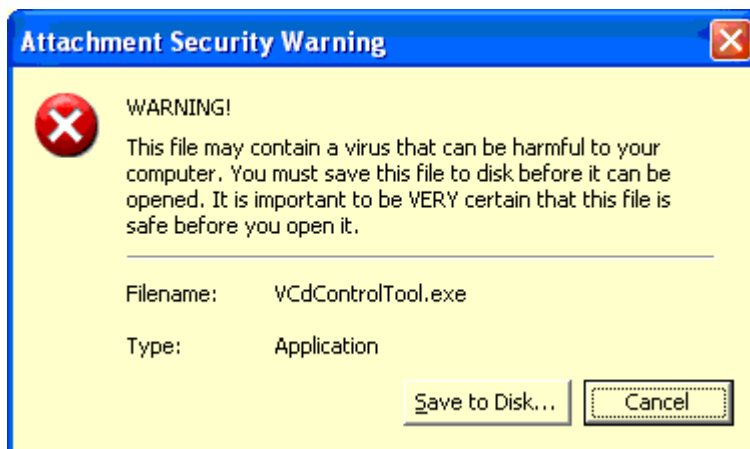 Attachment Security Warning
WARNING!
This file may contain a virus that can be harmful to your
computer. You must save this file to disk before it can be
opened. It is important to be VERY certain that this file is
safe before you open it.
Filename: VCdControlTool.exe
Type: Application
Save to Disk... Cancel